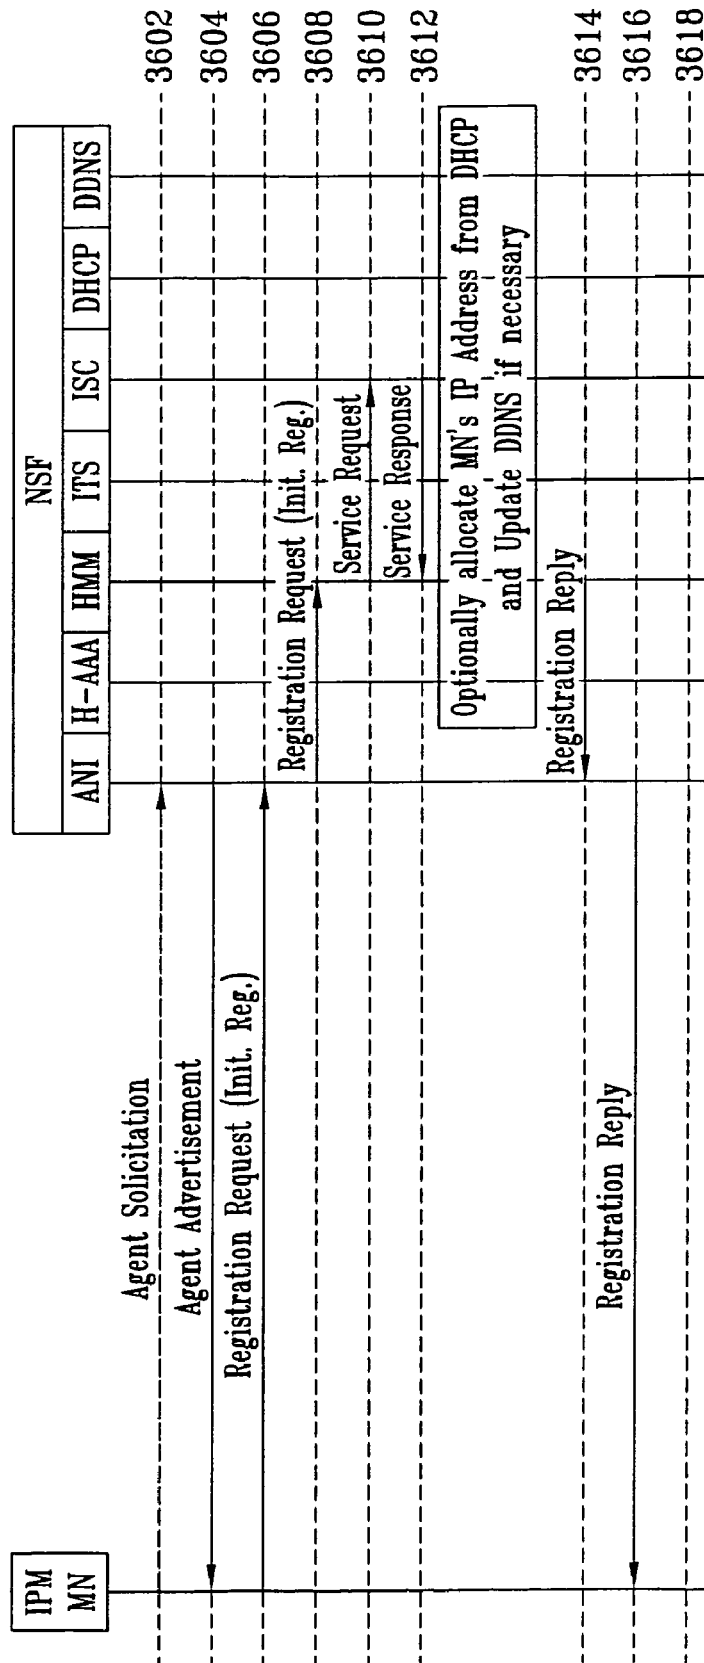 IPM
MN
NSF
ANI
H-AAA
HMM
ITS
ISC
DHCP
DDNS
Agent Solicitation
3602
Agent Advertisement
3604
Registration Request (Init. Reg.)
3606
Registration Request (Init. Reg.)
3608
Service Request
3610
Service Response
3612
Optionally allocate MN's IP Address from DHCP
and Update DDNS if necessary
Registration Reply
3614
Registration Reply
3616
3618